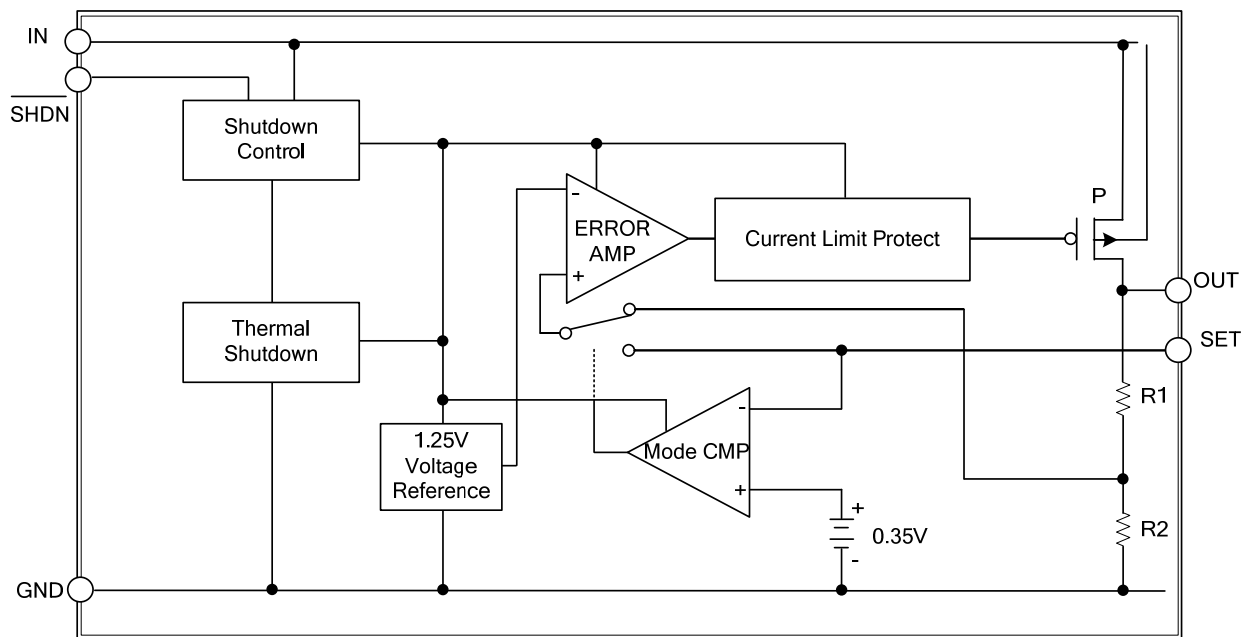 IN
SHDN
Shutdown
Control
P
-
ERROR
AMP
+
Current Limit Protect
OUT
SET
Thermal
Shutdown
R1
-
1.25V
Voltage
Reference
Mode CMP
+
+
0.35V
-
R2
GND